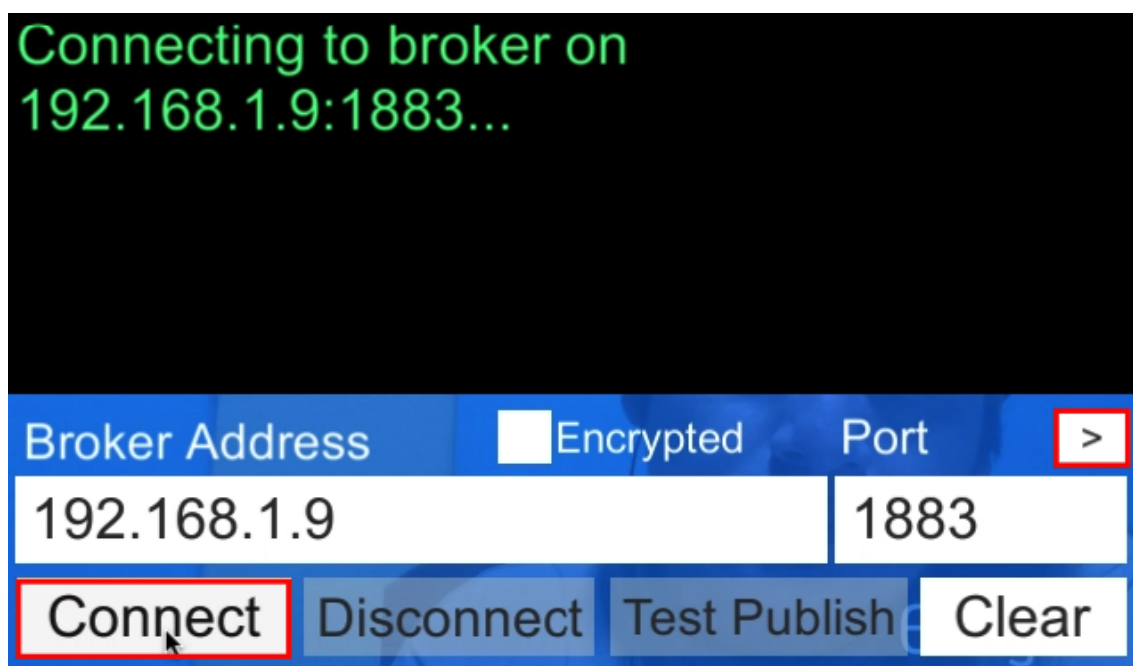 Connecting to broker on
192.168.1.9:1883...
Broker Address Encrypted Port >
192.168.1.9 1883
Connect Disconnect Test Publish Clear